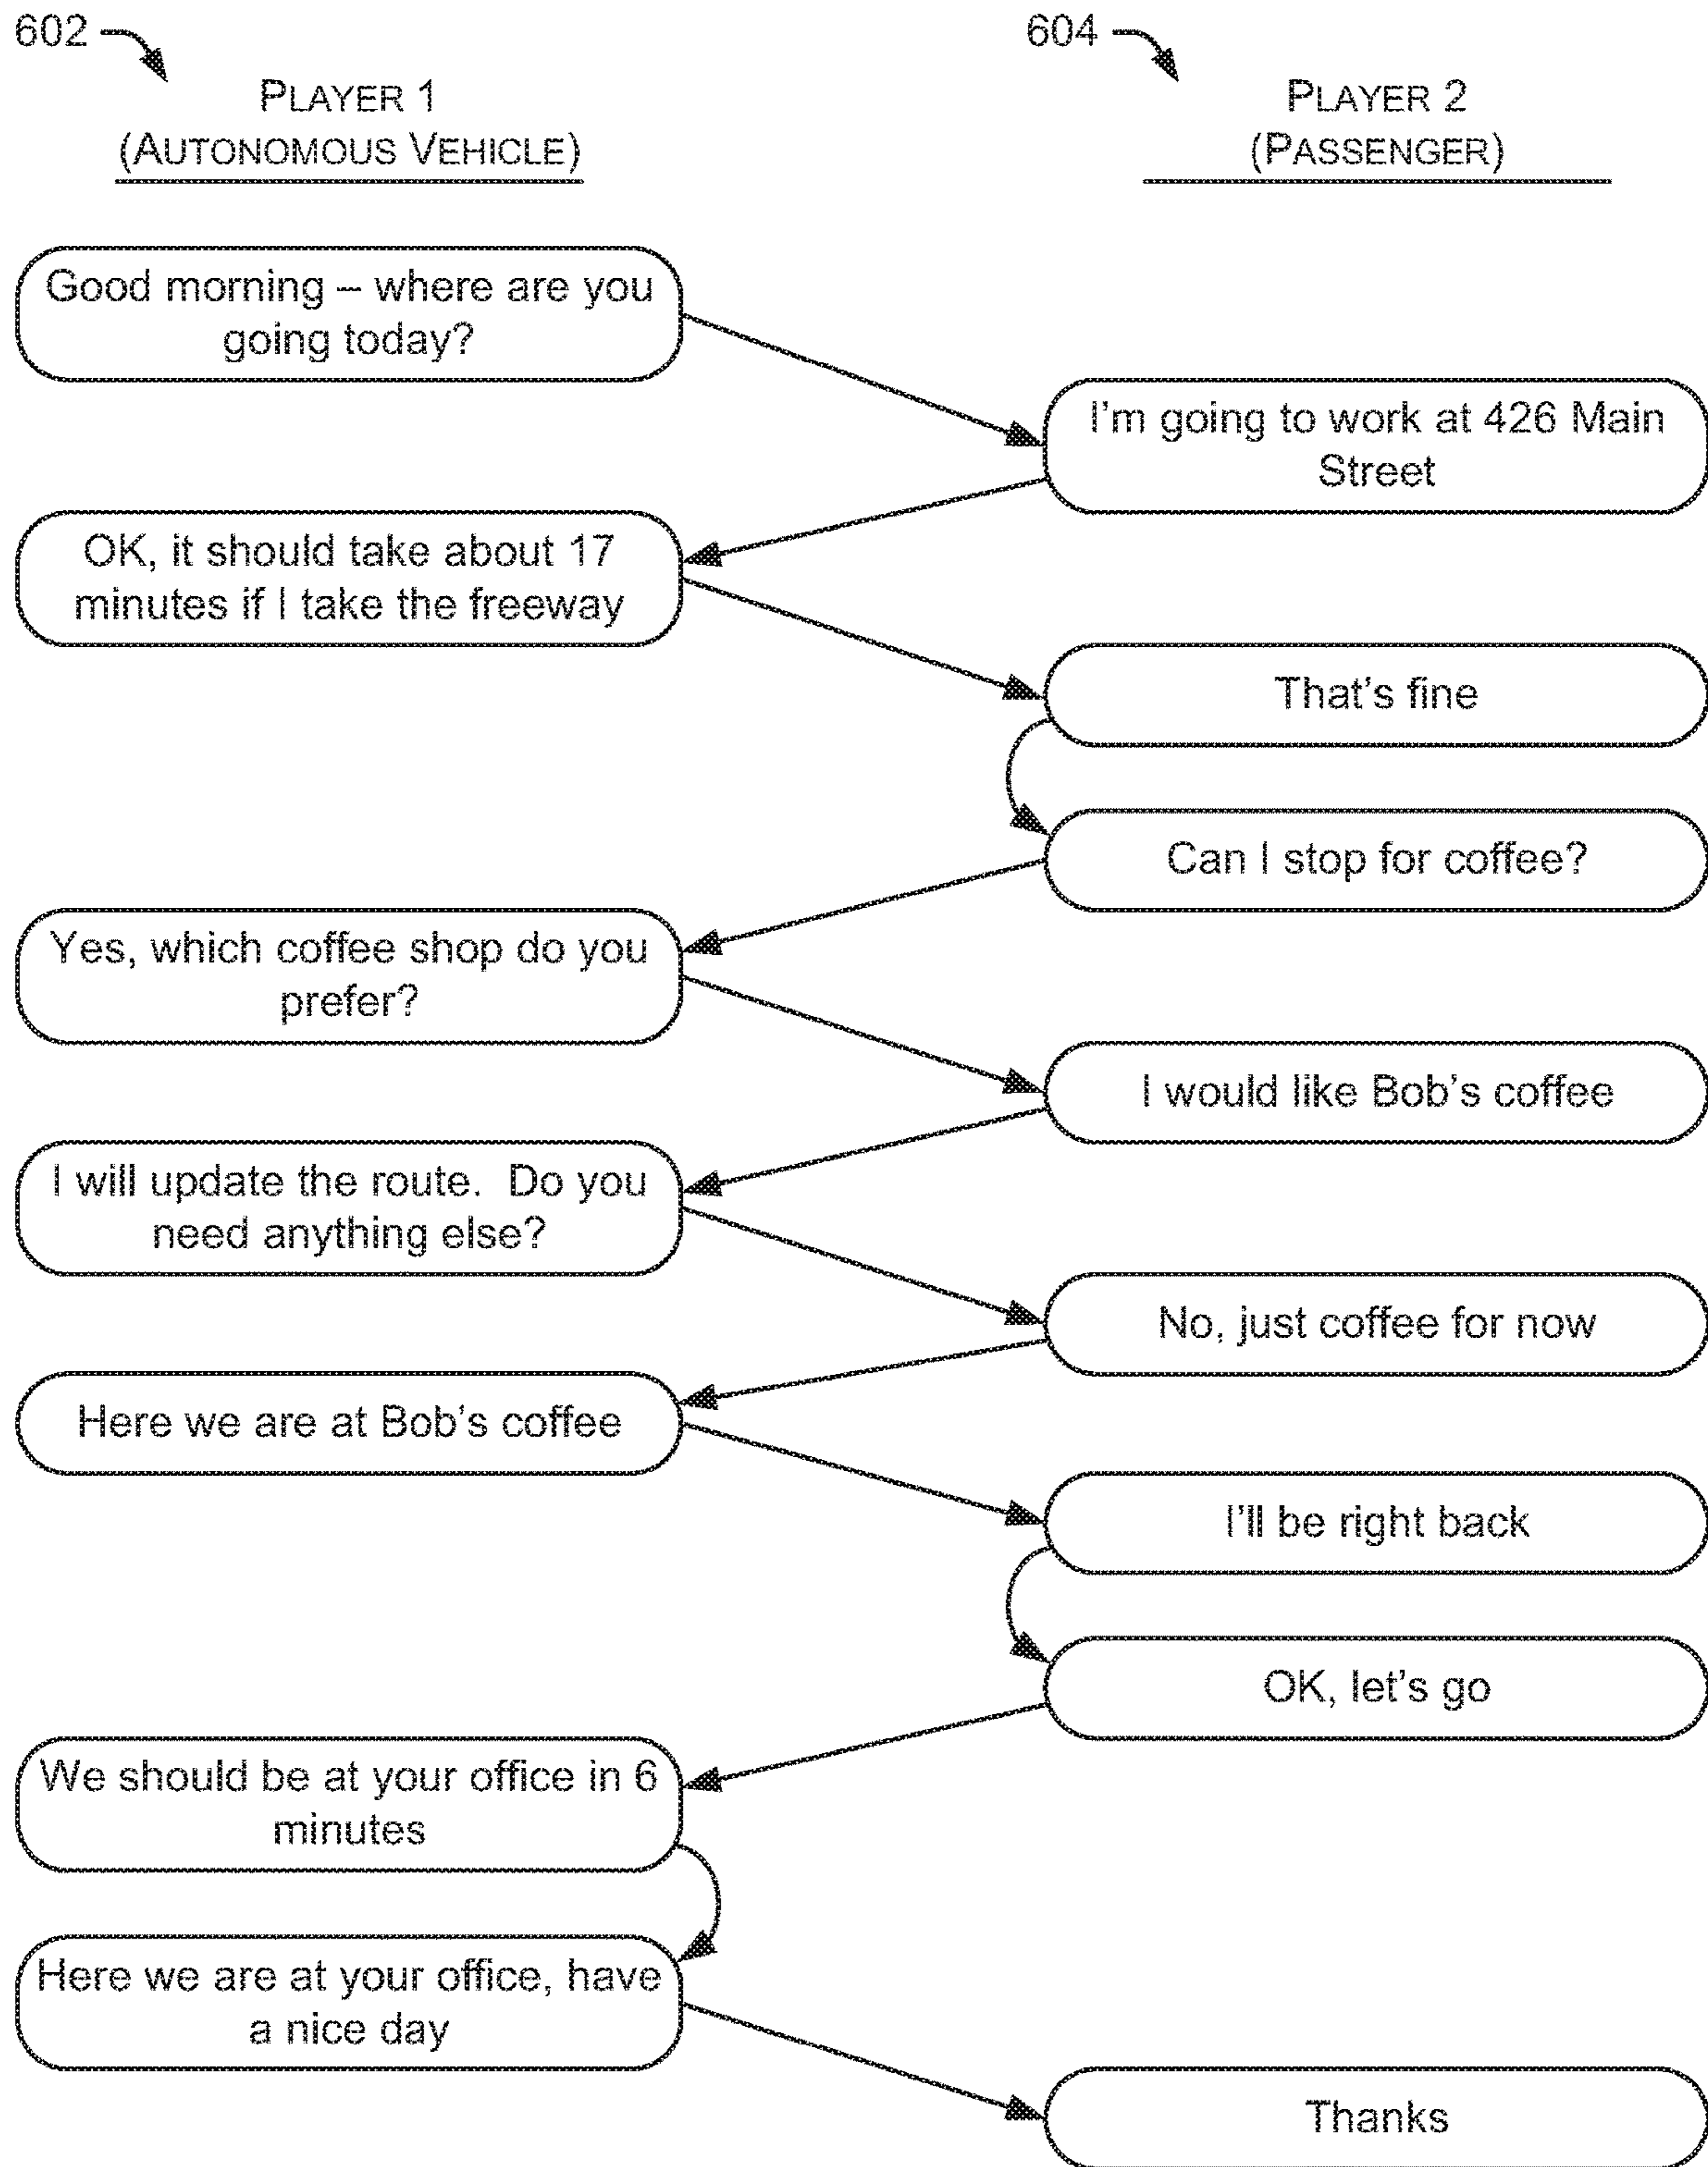 602
604
PLAYER 1
(AUTONOMOUS VEHICLE)
PLAYER 2
(PASSENGER)
Good morning – where are you
going today?
I'm going to work at 426 Main
Street
OK, it should take about 17
minutes if I take the freeway
That's fine
Can I stop for coffee?
Yes, which coffee shop do you
prefer?
I would like Bob's coffee
I will update the route.  Do you
need anything else?
No, just coffee for now
Here we are at Bob's coffee
I'll be right back
OK, let's go
We should be at your office in 6
minutes
Here we are at your office, have
a nice day
Thanks